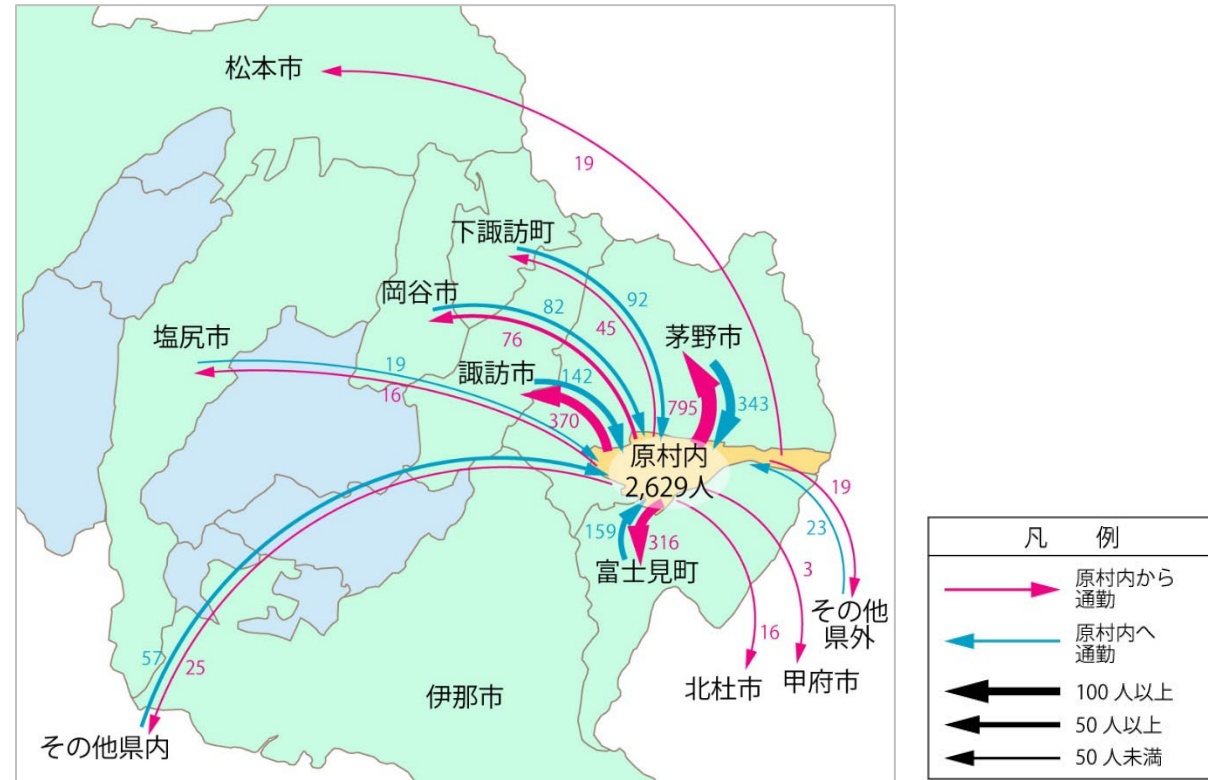 松本市
19
下諏訪町
92
45
岡谷市
82
76
茅野市
795
343
塩尻市
19
16
諏訪市
142
370
原村内
2,629人
19
23
159
316
富士見町
3
16
その他
県外
北杜市
甲府市
伊那市
57
25
その他県内
凡 例
原村内から
通勤
原村内へ
通勤
100 人以上
50 人以上
50 人未満